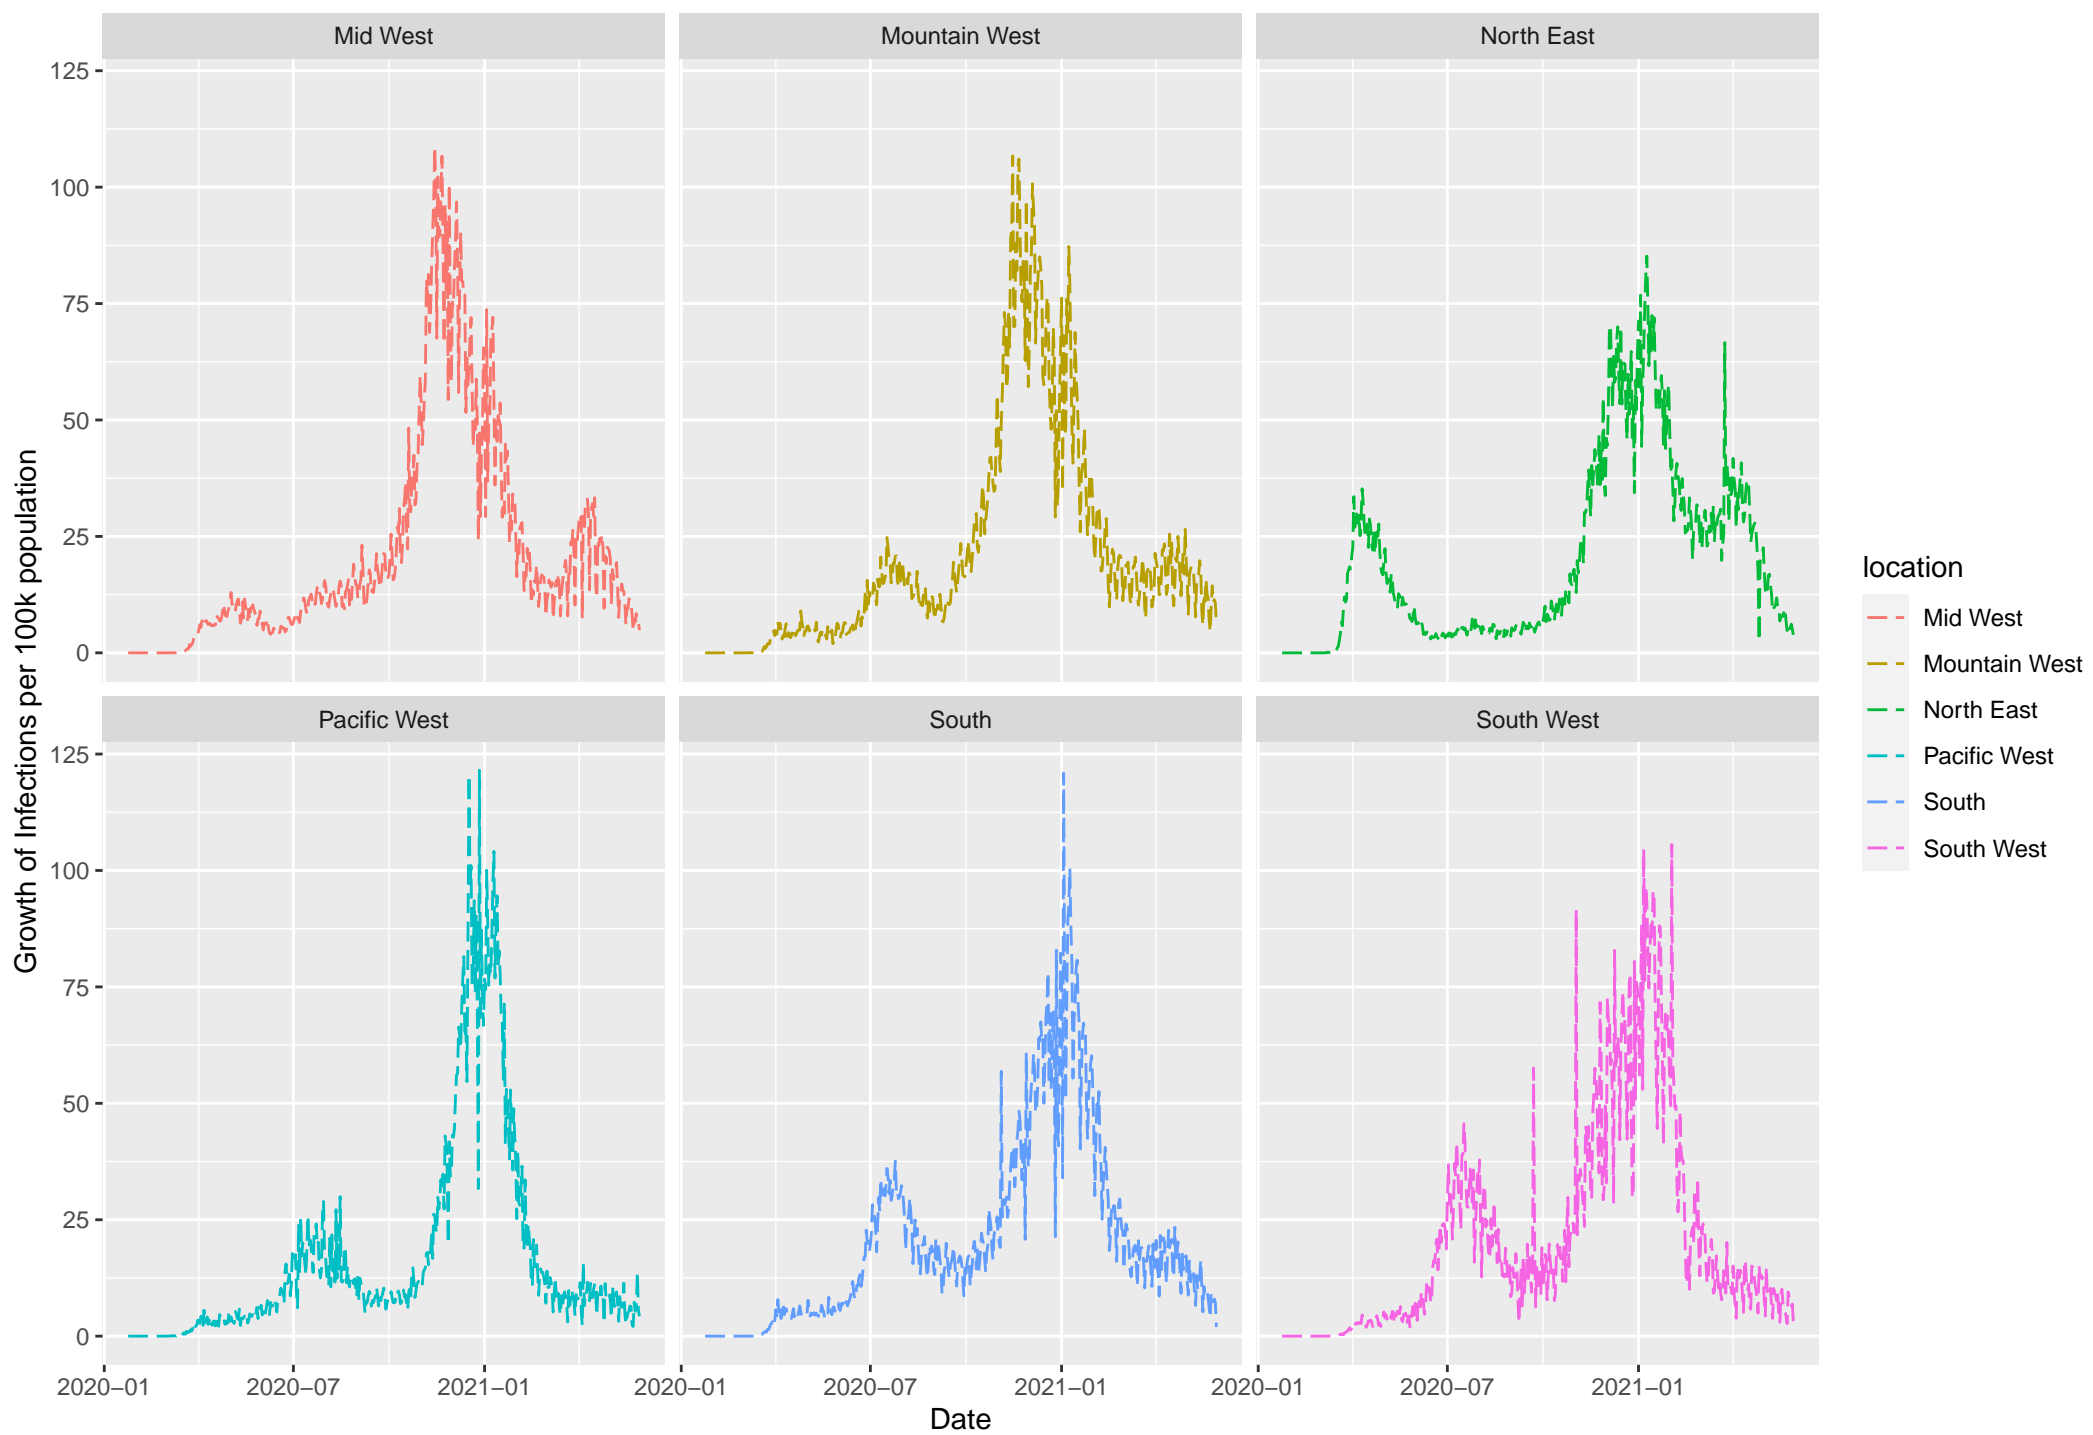 Mid West
Mountain West
North East
125
100
75
50
25
0
Pacific West
South
South West
125
100
75
50
25
0
2020−01
2020−07
2021−01
2020−01
2020−07
2021−01
2020−01
2020−07
2021−01
Date
Growth of Infections per 100k population
location
Mid West
Mountain West
North East
Pacific West
South
South West